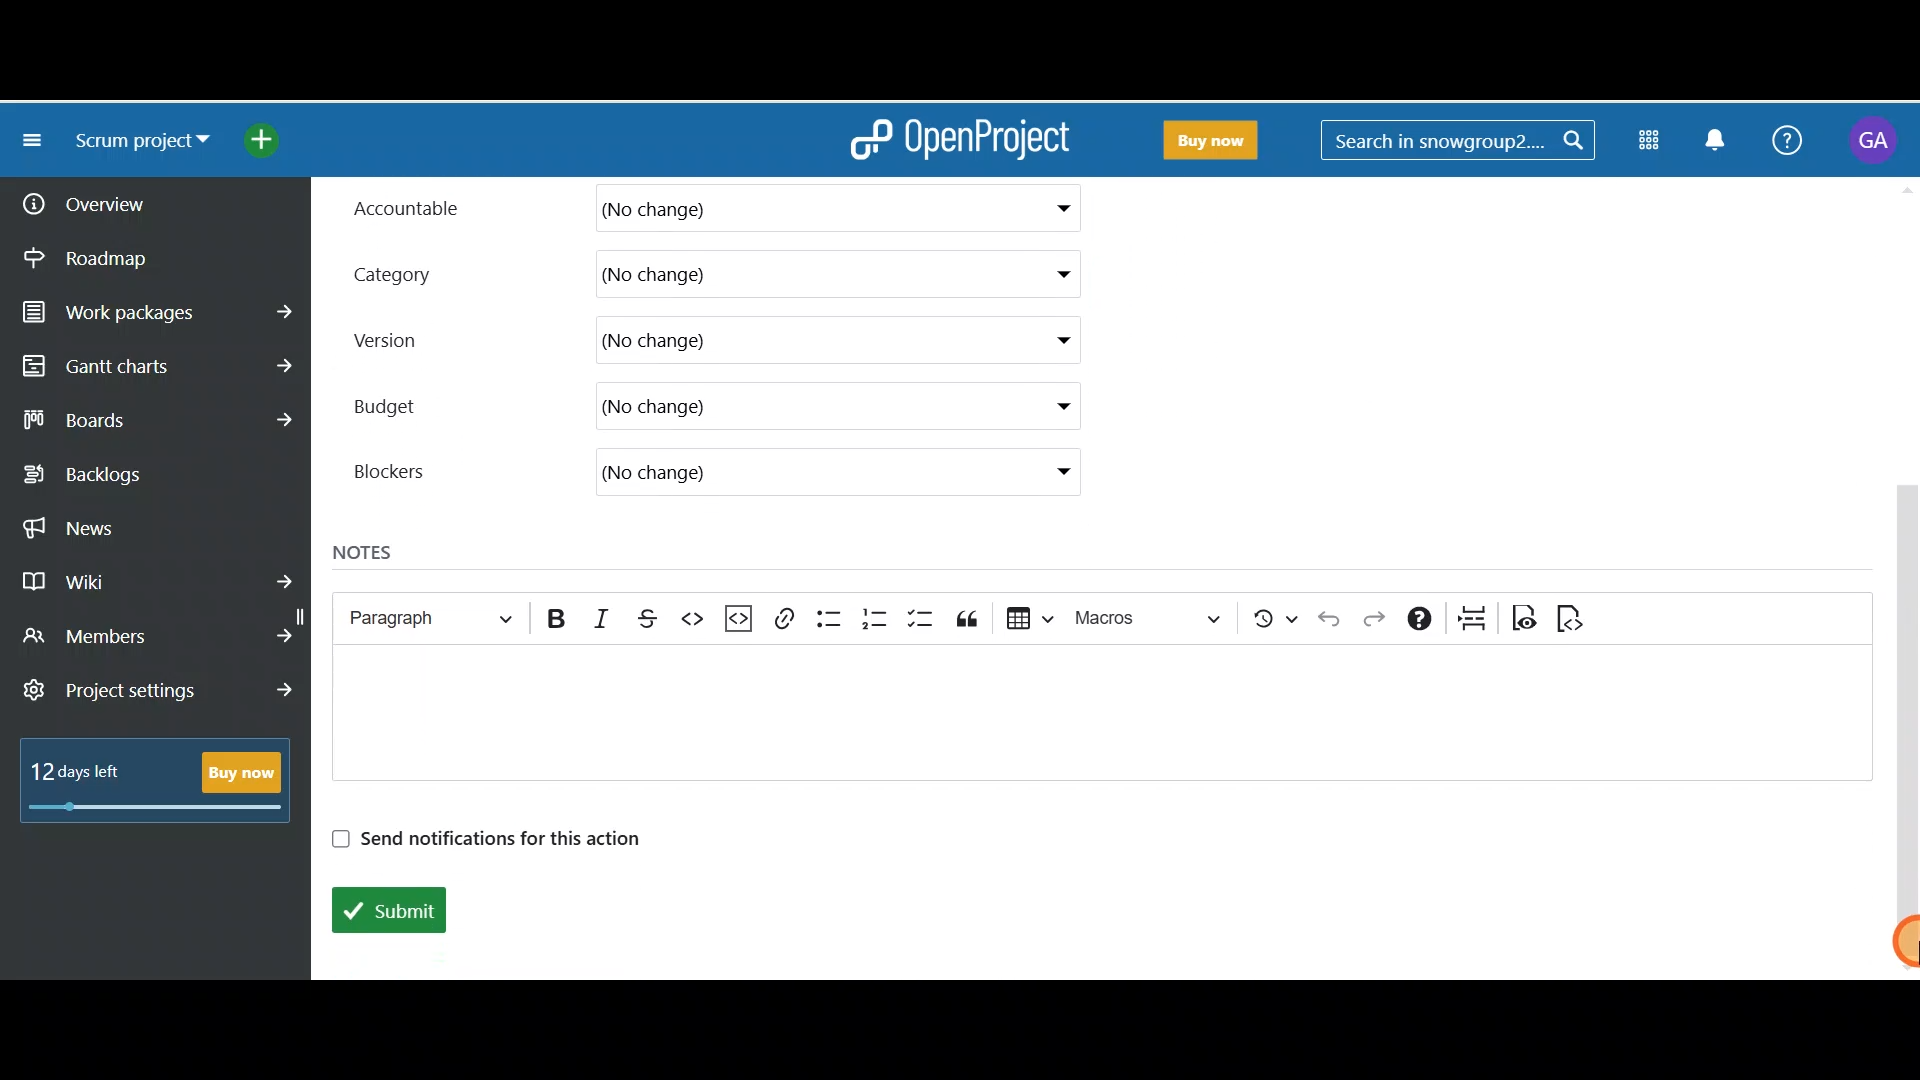 Scrum project
OpenProject
Buy now
Search in snowgroup2....
GA
Overview
Roadmap
Work packages
Gantt charts
Boards
Backlogs
News
Wiki
Members
Project settings
12 days left
Buy now
Accountable (No change)
Category (No change)
Version (No change)
Budget (No change)
Blockers (No change)
NOTES
Paragraph
Macros
Send notifications for this action
Submit